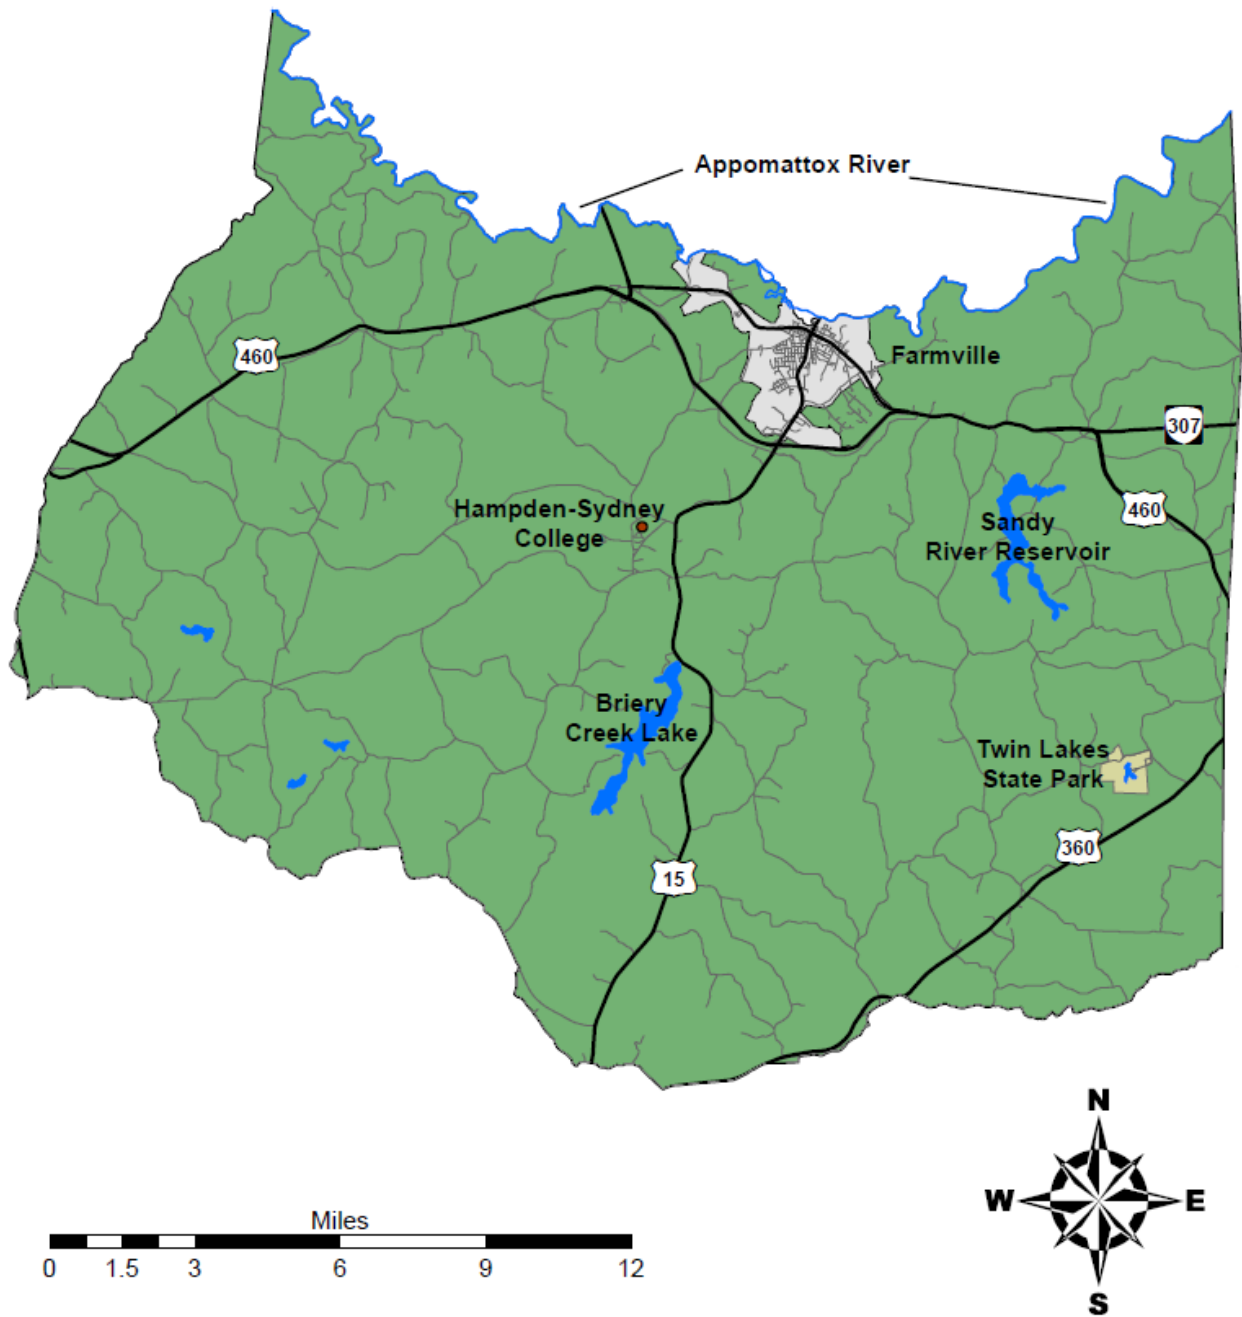 Appomattox River
460
Farmville
307
Hampden-Sydney
College
460
Sandy
River Reservoir
Briery
Creek Lake
Twin Lakes
State Park
360
15
N
W E
S
Miles
0 1.5 3 6 9 12